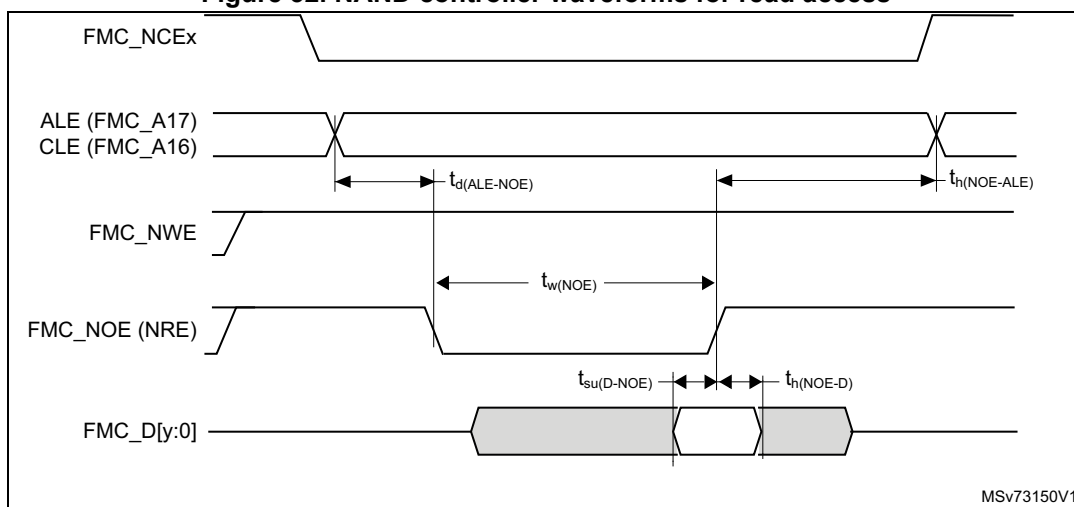 Figure 62. NAND controller waveforms for read access
FMC_NCEx
ALE (FMC_A17)
CLE (FMC_A16)
td(ALE-NOE)
th(NOE-ALE)
FMC_NWE
tw(NOE)
FMC_NOE (NRE)
tsu(D-NOE)
th(NOE-D)
FMC_D[y:0]
MSv73150V1